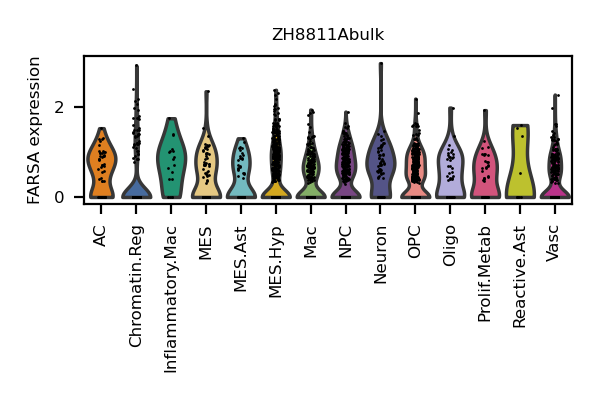 ZH8811Abulk
FARSA expression
2
0
AC
Chromatin.Reg
Inflammatory.Mac
MES
MES.Ast
MES.Hyp
Mac
NPC
Neuron
OPC
Oligo
Prolif.Metab
Reactive.Ast
Vasc